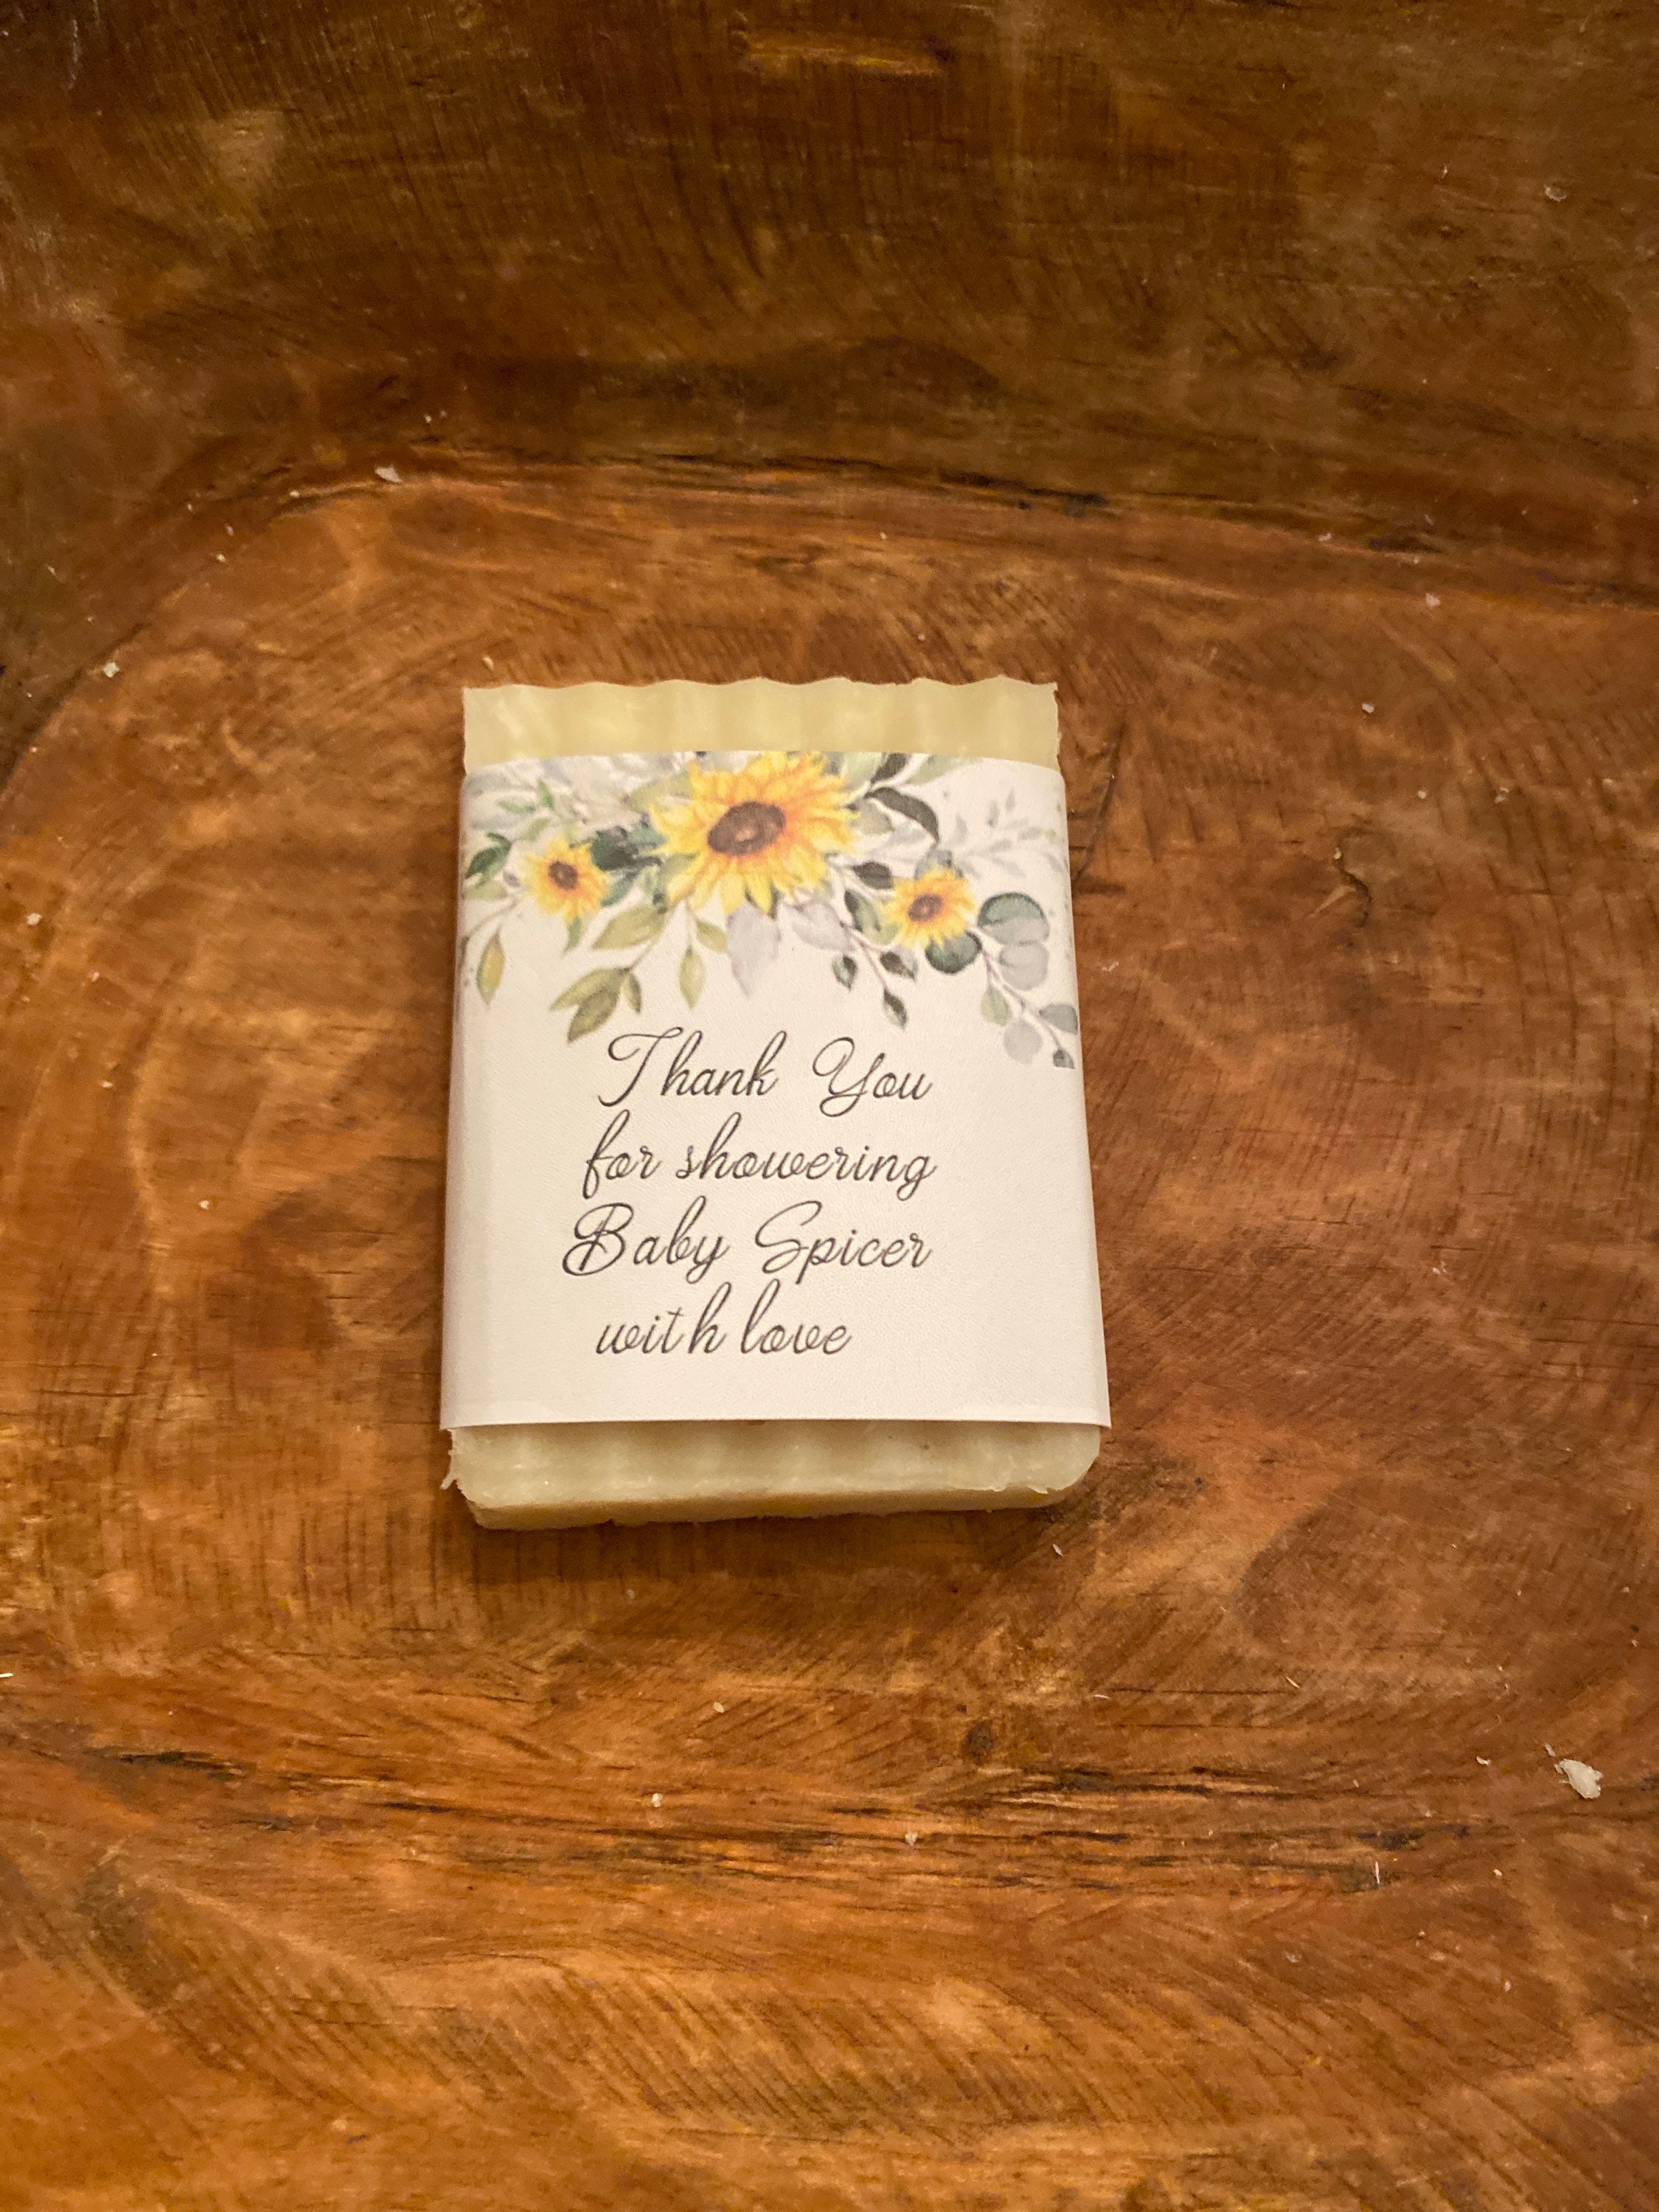 Thank You
for showering
Baby Spicer
with love